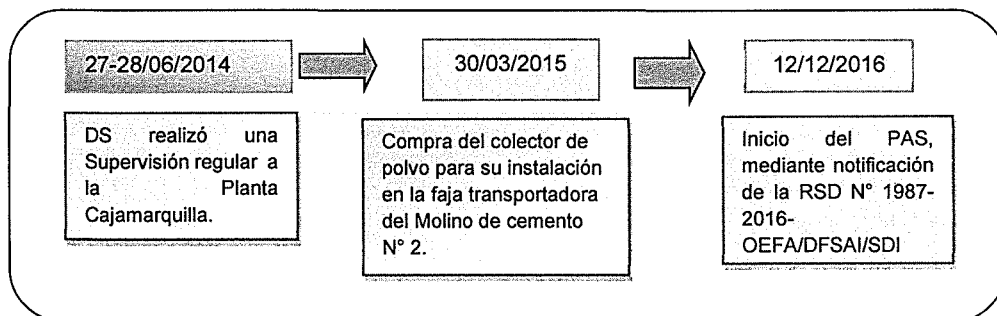 27-28/06/2014
30/03/2015
12/12/2016
DS realizó una
Supervisión regular a
la Planta
Cajamarquilla.
Compra del colector de
polvo para su instalación
en la faja transportadora
del Molino de cemento
N° 2.
Inicio del PAS,
mediante notificación
de la RSD N° 1987-
2016-
OEFA/DFSAI/SDI